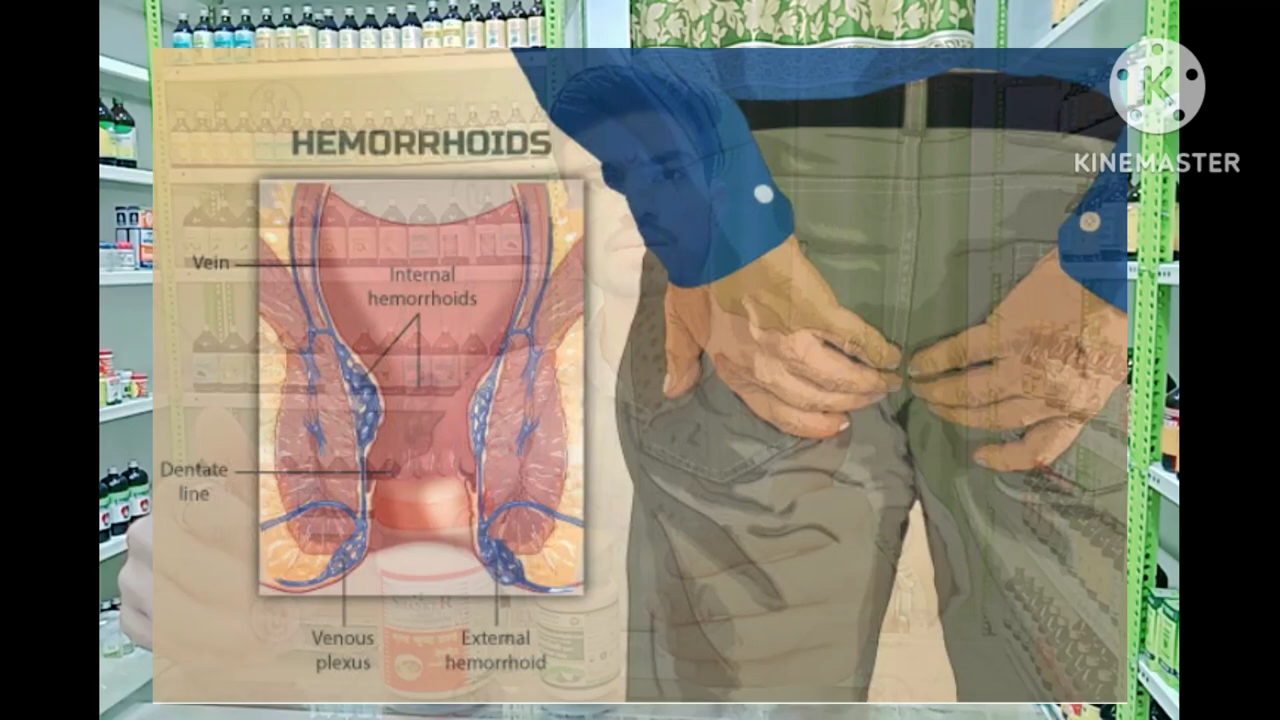 HEMORRHOIDS
Vein
Internal
hemorrhoids
Dentate
line
Venous
plexus
External
hemorrhoid
K
KINEMASTER